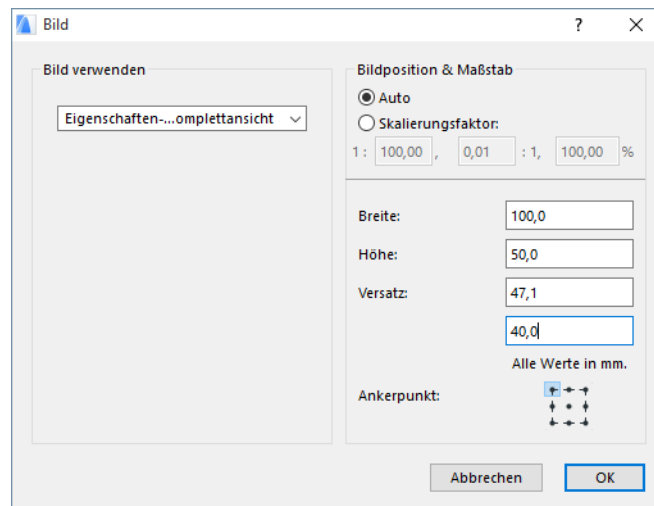 Bild
?
Bild verwenden
Eigenschaften-...omplettansicht
Bildposition & Maßstab
Auto
Skalierungsfaktor:
1 : 100,00 , 0,01 : 1, 100,00 %
Breite: 100,0
Höhe: 50,0
Versatz: 47,1
40,0
Alle Werte in mm.
Ankerpunkt:
Abbrechen OK